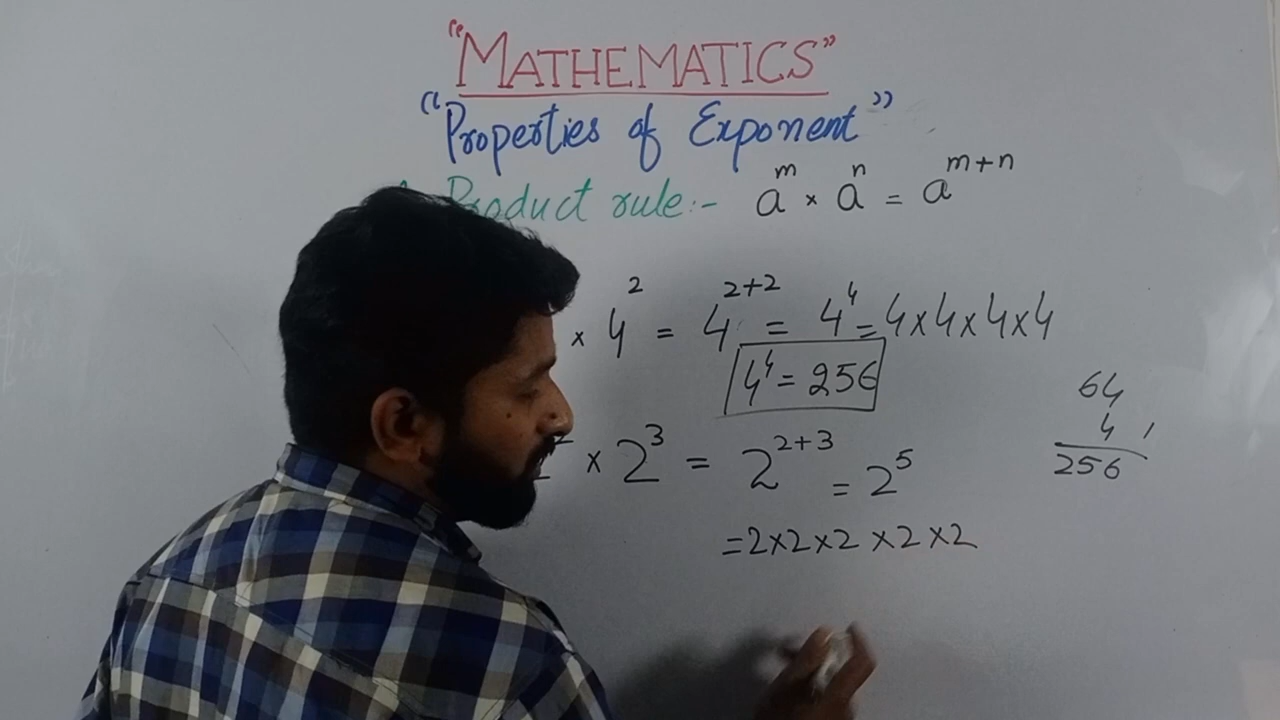 "MATHEMATICS"
"Properties of Exponent"
Product rule:- a^m × a^n = a^(m+n)
× 4^2 = 4^(2+2) = 4^4 = 4×4×4×4
4^4 = 256
64
4
256
× 2^3 = 2^(2+3) = 2^5
= 2×2×2×2×2